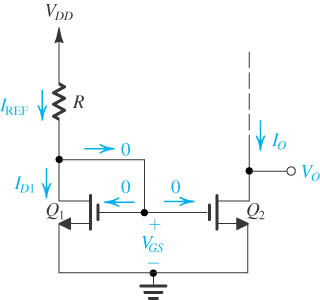 V_DD
I_REF
R
0
I_O
I_D1
0
0
V_O
Q_1
Q_2
+
V_GS
−